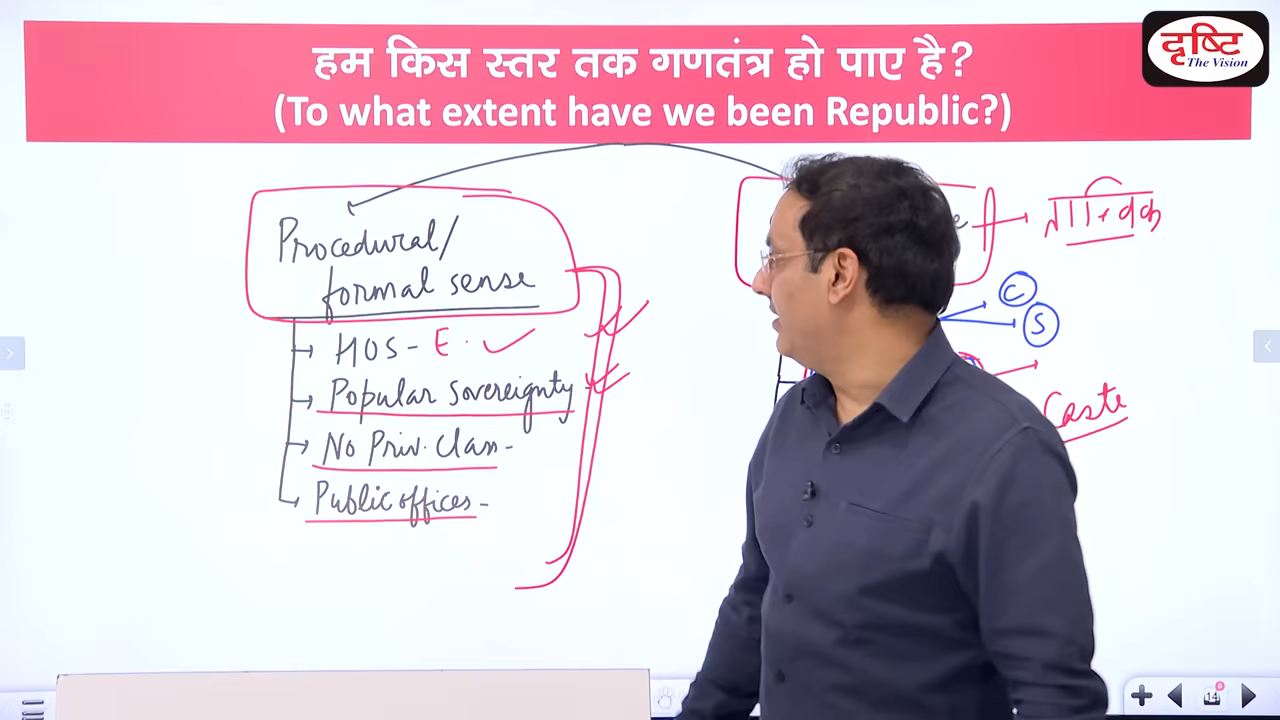 हम किस स्तर तक गणतंत्र हो पाए है?
(To what extent have we been Republic?)
दृष्टि
The Vision
Procedural/
formal sense
HOS - E.
Popular Sovereignty -
No Priv. Class -
Public offices -
C
S
Caste
14